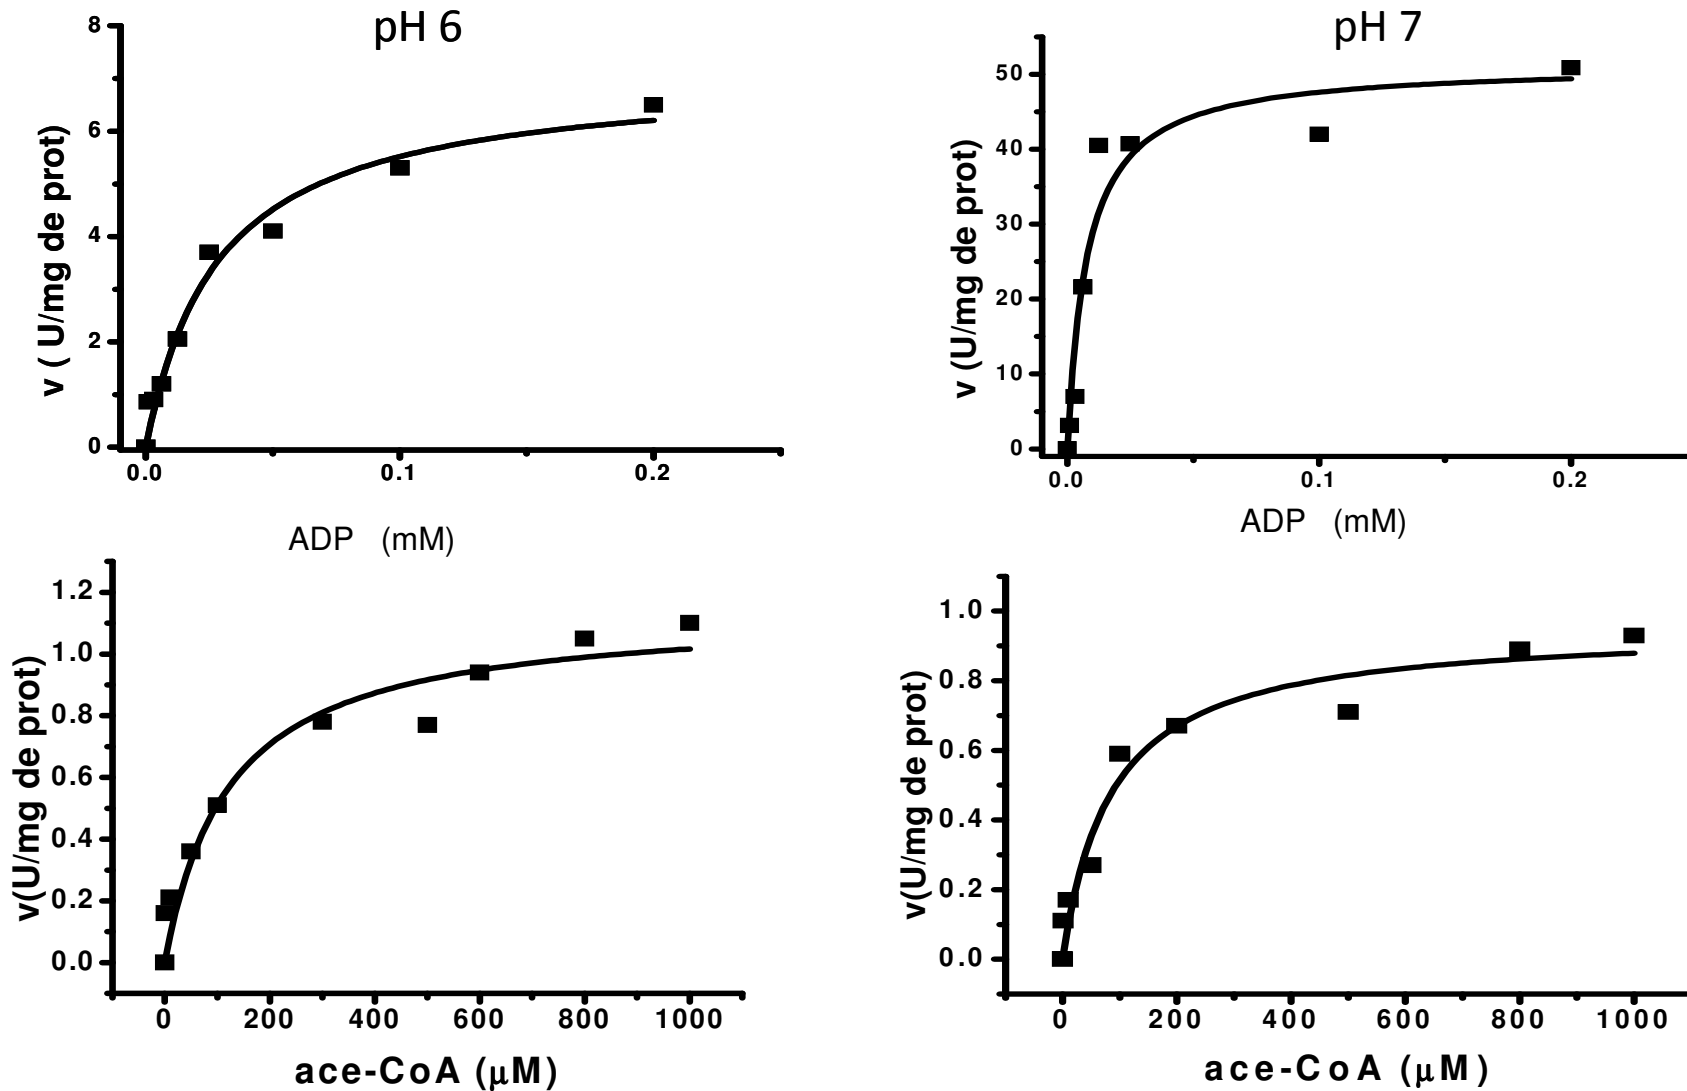 pH 6
8
6
4
2
0
v ( U/mg de prot)
0.0 0.1 0.2
ADP (mM)
pH 7
50
40
30
20
10
0
v (U/mg de prot)
0.0 0.1 0.2
ADP (mM)
1.2
1.0
0.8
0.6
0.4
0.2
0.0
v(U/mg de prot)
0 200 400 600 800 1000
ace-CoA (μM)
1.0
0.8
0.6
0.4
0.2
0.0
v(U/mg de prot)
0 200 400 600 800 1000
ace-CoA (μM)